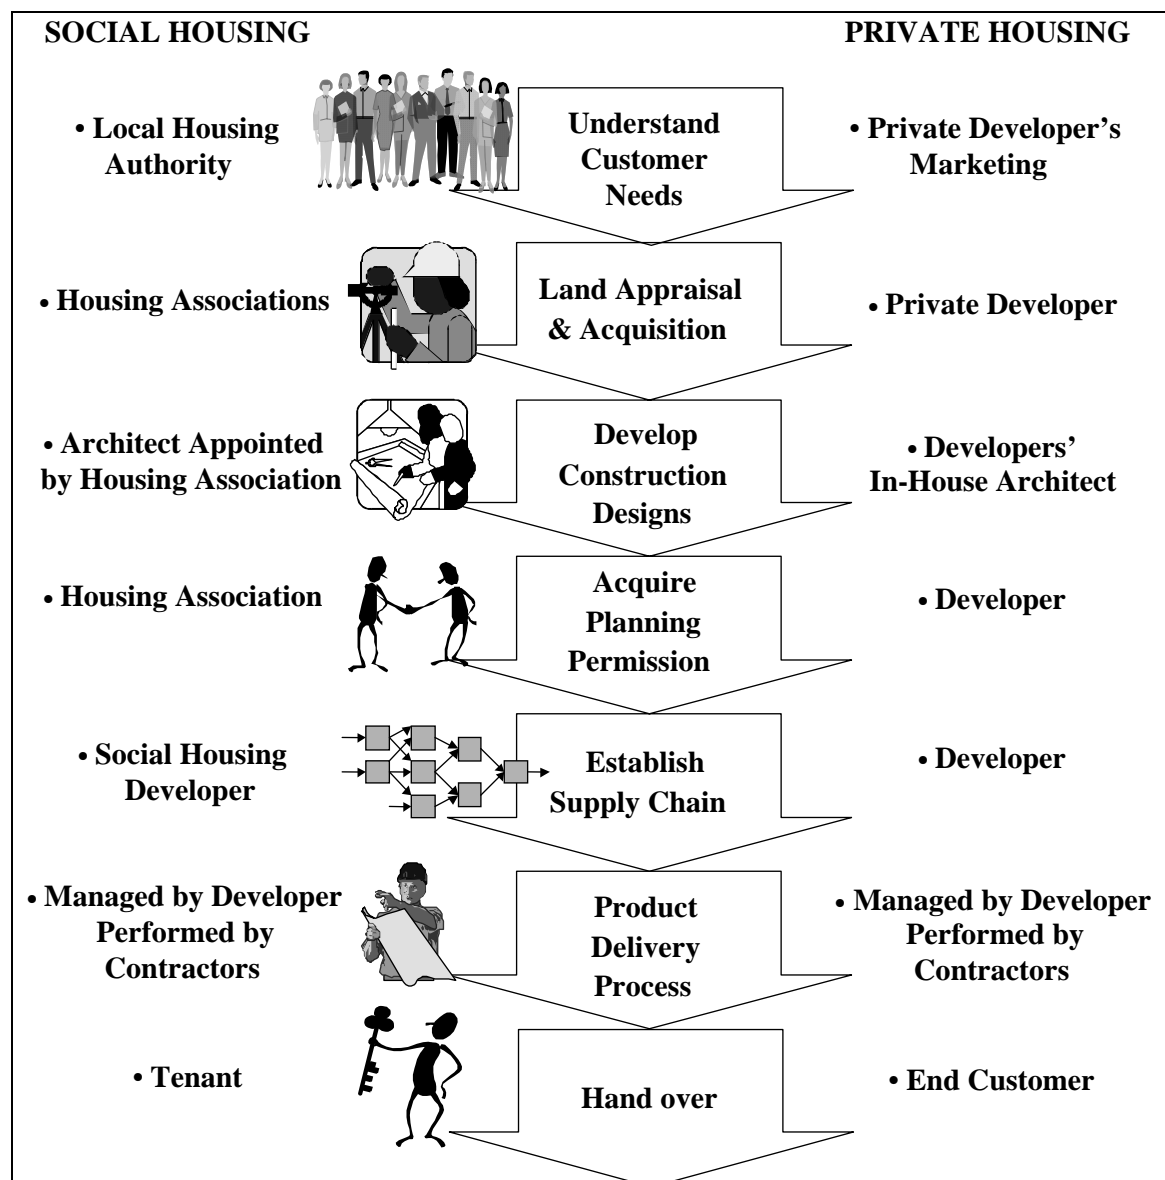 SOCIAL HOUSING
PRIVATE HOUSING
• Local Housing
Authority
Understand
Customer
Needs
• Private Developer’s
Marketing
• Housing Associations
Land Appraisal
& Acquisition
• Private Developer
• Architect Appointed
by Housing Association
Develop
Construction
Designs
• Developers’
In-House Architect
• Housing Association
Acquire
Planning
Permission
• Developer
• Social Housing
Developer
Establish
Supply Chain
• Developer
• Managed by Developer
Performed by
Contractors
Product
Delivery
Process
• Managed by Developer
Performed by
Contractors
• Tenant
Hand over
• End Customer